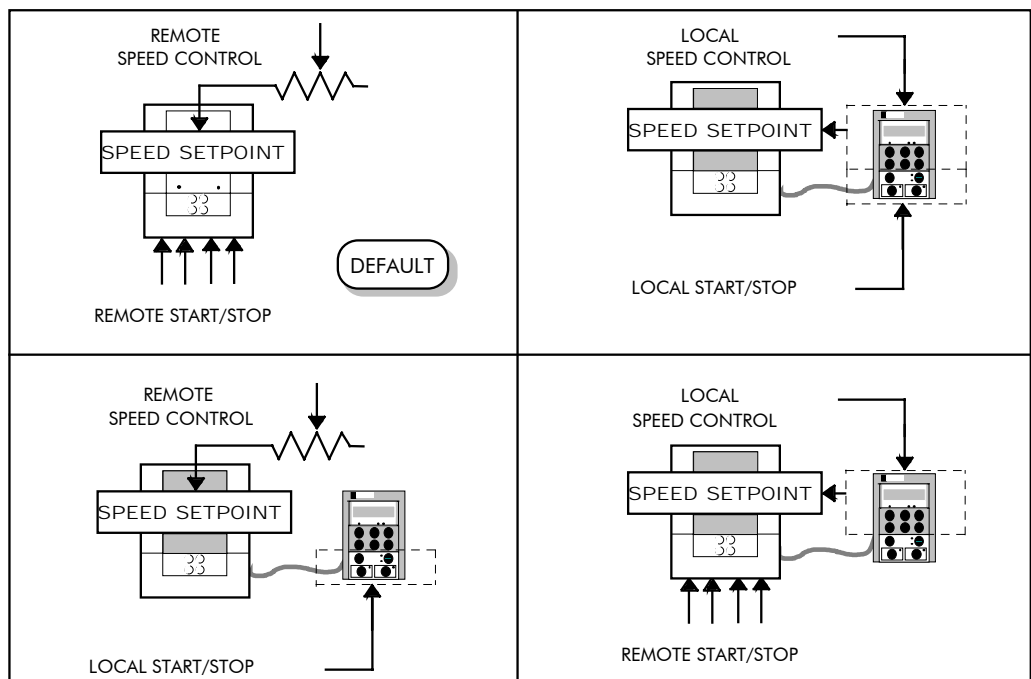 REMOTE
SPEED CONTROL
SPEED SETPOINT
DEFAULT
REMOTE START/STOP
LOCAL
SPEED CONTROL
SPEED SETPOINT
LOCAL START/STOP
REMOTE
SPEED CONTROL
SPEED SETPOINT
LOCAL START/STOP
LOCAL
SPEED CONTROL
SPEED SETPOINT
REMOTE START/STOP